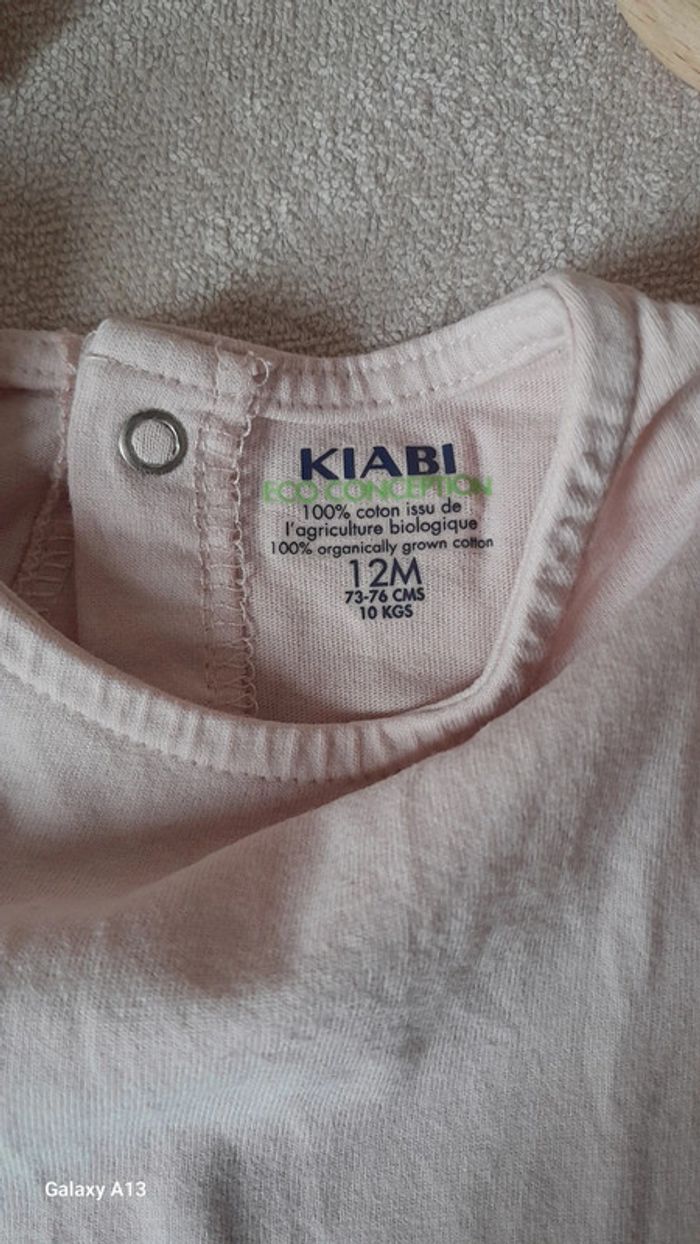 KIABI
ECO CONCEPTION
100% coton issu de
l'agriculture biologique
100% organically grown cotton
12M
73-76 CMS
10 KGS
Galaxy A13